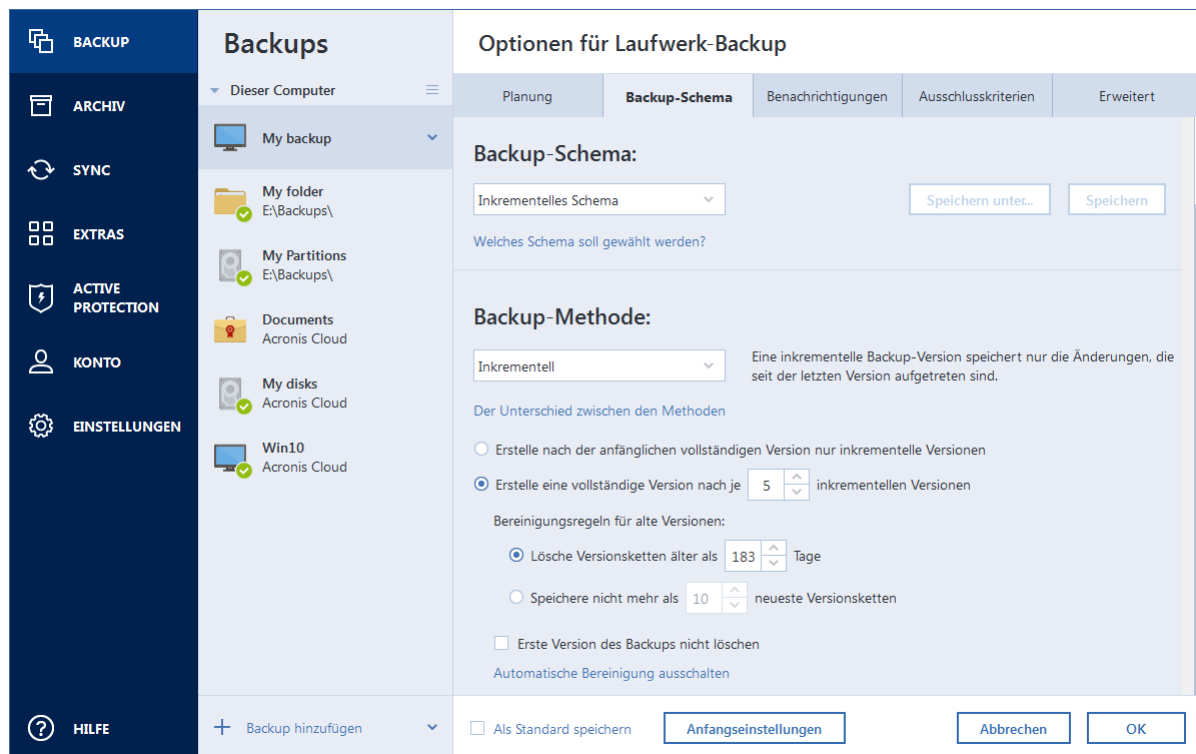 BACKUP
ARCHIV
SYNC
EXTRAS
ACTIVE
PROTECTION
KONTO
EINSTELLUNGEN
HILFE
Backups
Dieser Computer
My backup
My folder
E:\Backups\
My Partitions
E:\Backups\
Documents
Acronis Cloud
My disks
Acronis Cloud
Win10
Acronis Cloud
Backup hinzufügen
Optionen für Laufwerk-Backup
Planung
Backup-Schema
Benachrichtigungen
Ausschlusskriterien
Erweitert
Backup-Schema:
Inkrementelles Schema
Speichern unter...
Speichern
Welches Schema soll gewählt werden?
Backup-Methode:
Inkrementell
Eine inkrementelle Backup-Version speichert nur die Änderungen, die
seit der letzten Version aufgetreten sind.
Der Unterschied zwischen den Methoden
Erstelle nach der anfänglichen vollständigen Version nur inkrementelle Versionen
Erstelle eine vollständige Version nach je 5 inkrementellen Versionen
Bereinigungsregeln für alte Versionen:
Lösche Versionsketten älter als 183 Tage
Speichere nicht mehr als 10 neueste Versionsketten
Erste Version des Backups nicht löschen
Automatische Bereinigung ausschalten
Als Standard speichern
Anfangseinstellungen
Abbrechen
OK